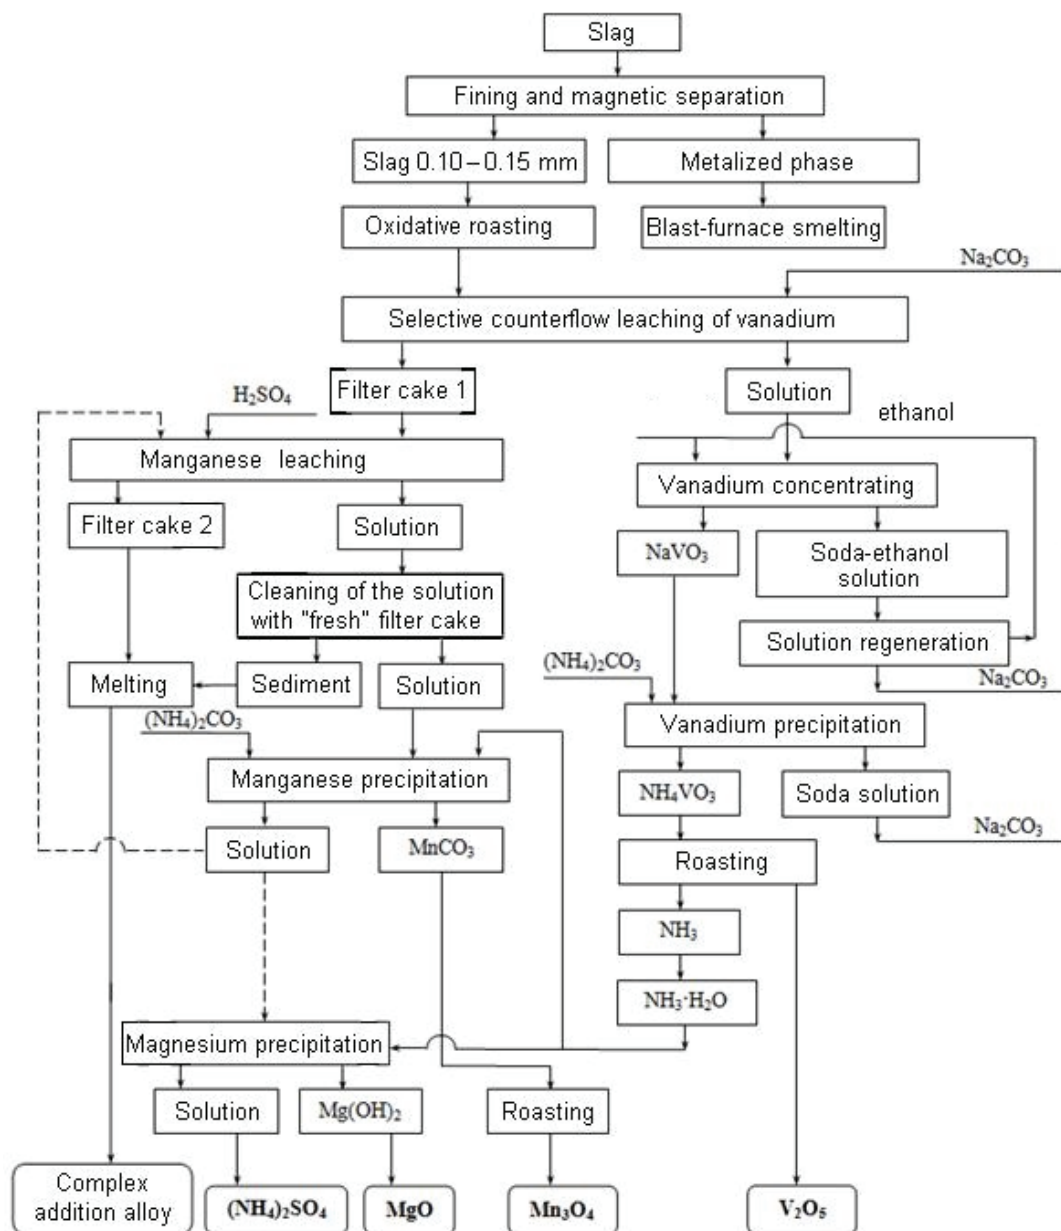 Slag
Fining and magnetic separation
Slag 0.10 – 0.15 mm
Metalized phase
Oxidative roasting
Blast-furnace smelting
Na₂CO₃
Selective counterflow leaching of vanadium
Filter cake 1
Solution
H₂SO₄
ethanol
Manganese leaching
Vanadium concentrating
Filter cake 2
Solution
NaVO₃
Soda-ethanol
solution
Cleaning of the solution
with "fresh" filter cake
Solution regeneration
(NH₄)₂CO₃
Na₂CO₃
Melting
Sediment
Solution
(NH₄)₂CO₃
Vanadium precipitation
Manganese precipitation
NH₄VO₃
Soda solution
Na₂CO₃
Solution
MnCO₃
Roasting
NH₃
NH₃·H₂O
Magnesium precipitation
Solution
Mg(OH)₂
Roasting
Complex
addition alloy
(NH₄)₂SO₄
MgO
Mn₃O₄
V₂O₅